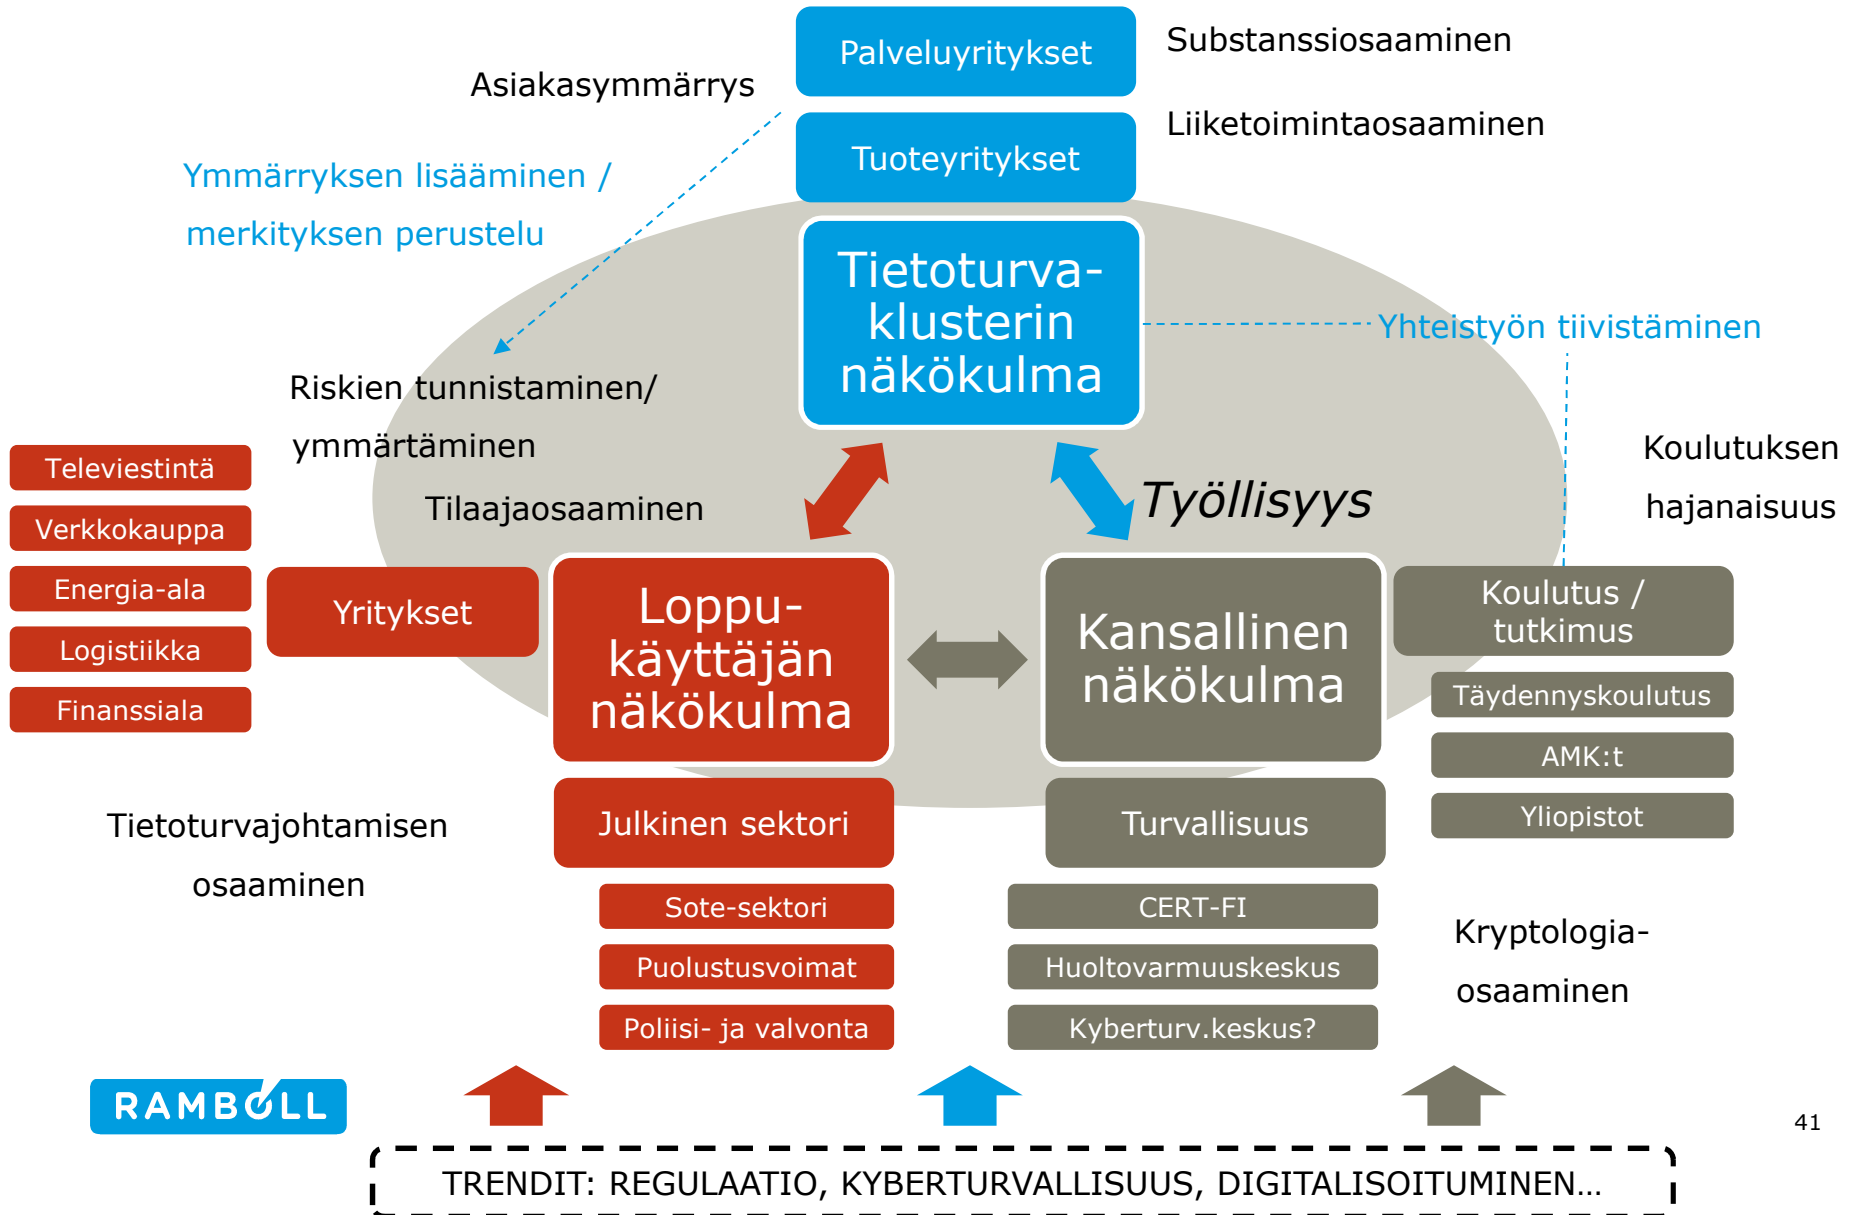 Palveluyritykset
Substanssiosaaminen
Asiakasymmärrys
Liiketoimintaosaaminen
Tuoteyritykset
Ymmärryksen lisääminen /
merkityksen perustelu
Tietoturva-
klusterin
näkökulma
Yhteistyön tiivistäminen
Riskien tunnistaminen/
ymmärtäminen
Tilaajaosaaminen
Työllisyys
Koulutuksen
hajanaisuus
Televiestintä
Verkkokauppa
Energia-ala
Logistiikka
Finanssiala
Yritykset
Loppu-
käyttäjän
näkökulma
Kansallinen
näkökulma
Koulutus /
tutkimus
Täydennyskoulutus
AMK:t
Yliopistot
Tietoturvajohtamisen
osaaminen
Julkinen sektori
Sote-sektori
Puolustusvoimat
Poliisi- ja valvonta
Turvallisuus
CERT-FI
Huoltovarmuuskeskus
Kyberturv.keskus?
Kryptologia-
osaaminen
RAMBOLL
41
TRENDIT: REGULAATIO, KYBERTURVALLISUUS, DIGITALISOITUMINEN…